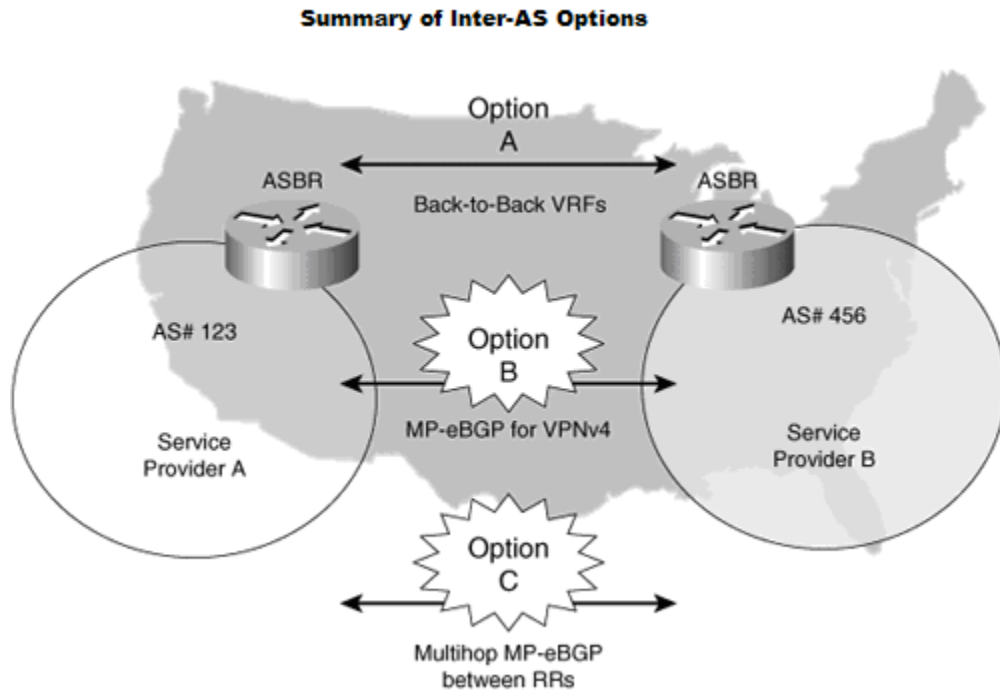 Summary of Inter-AS Options
Option
A
ASBR
ASBR
Back-to-Back VRFs
AS# 123
AS# 456
Option
B
MP-eBGP for VPNv4
Service
Provider A
Service
Provider B
Option
C
Multihop MP-eBGP
between RRs